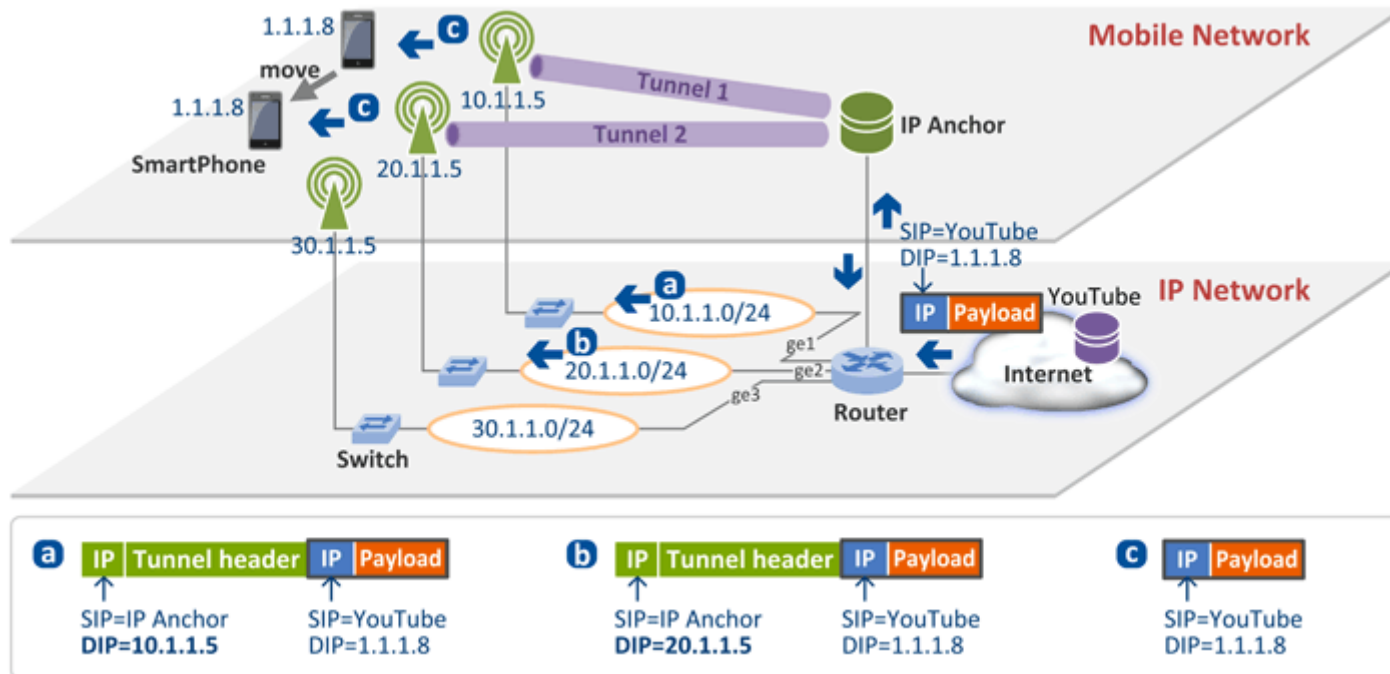 1.1.1.8
c
Mobile Network
move
Tunnel 1
1.1.1.8
c
10.1.1.5
IP Anchor
Tunnel 2
SmartPhone
20.1.1.5
30.1.1.5
SIP=YouTube
DIP=1.1.1.8
a
IP Payload
YouTube
IP Network
10.1.1.0/24
b
ge1
20.1.1.0/24
ge2
Internet
ge3
Router
30.1.1.0/24
Switch
a
IP Tunnel header IP Payload
SIP=IP Anchor
DIP=10.1.1.5
SIP=YouTube
DIP=1.1.1.8
b
IP Tunnel header IP Payload
SIP=IP Anchor
DIP=20.1.1.5
SIP=YouTube
DIP=1.1.1.8
c
IP Payload
SIP=YouTube
DIP=1.1.1.8